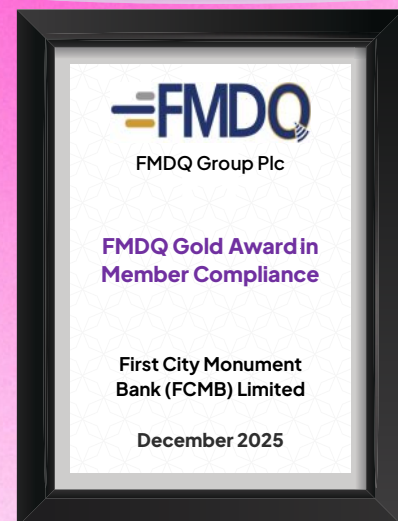 FMDQ
FMDQ Group Plc
FMDQ Gold Award in
Member Compliance
First City Monument
Bank (FCMB) Limited
December 2025